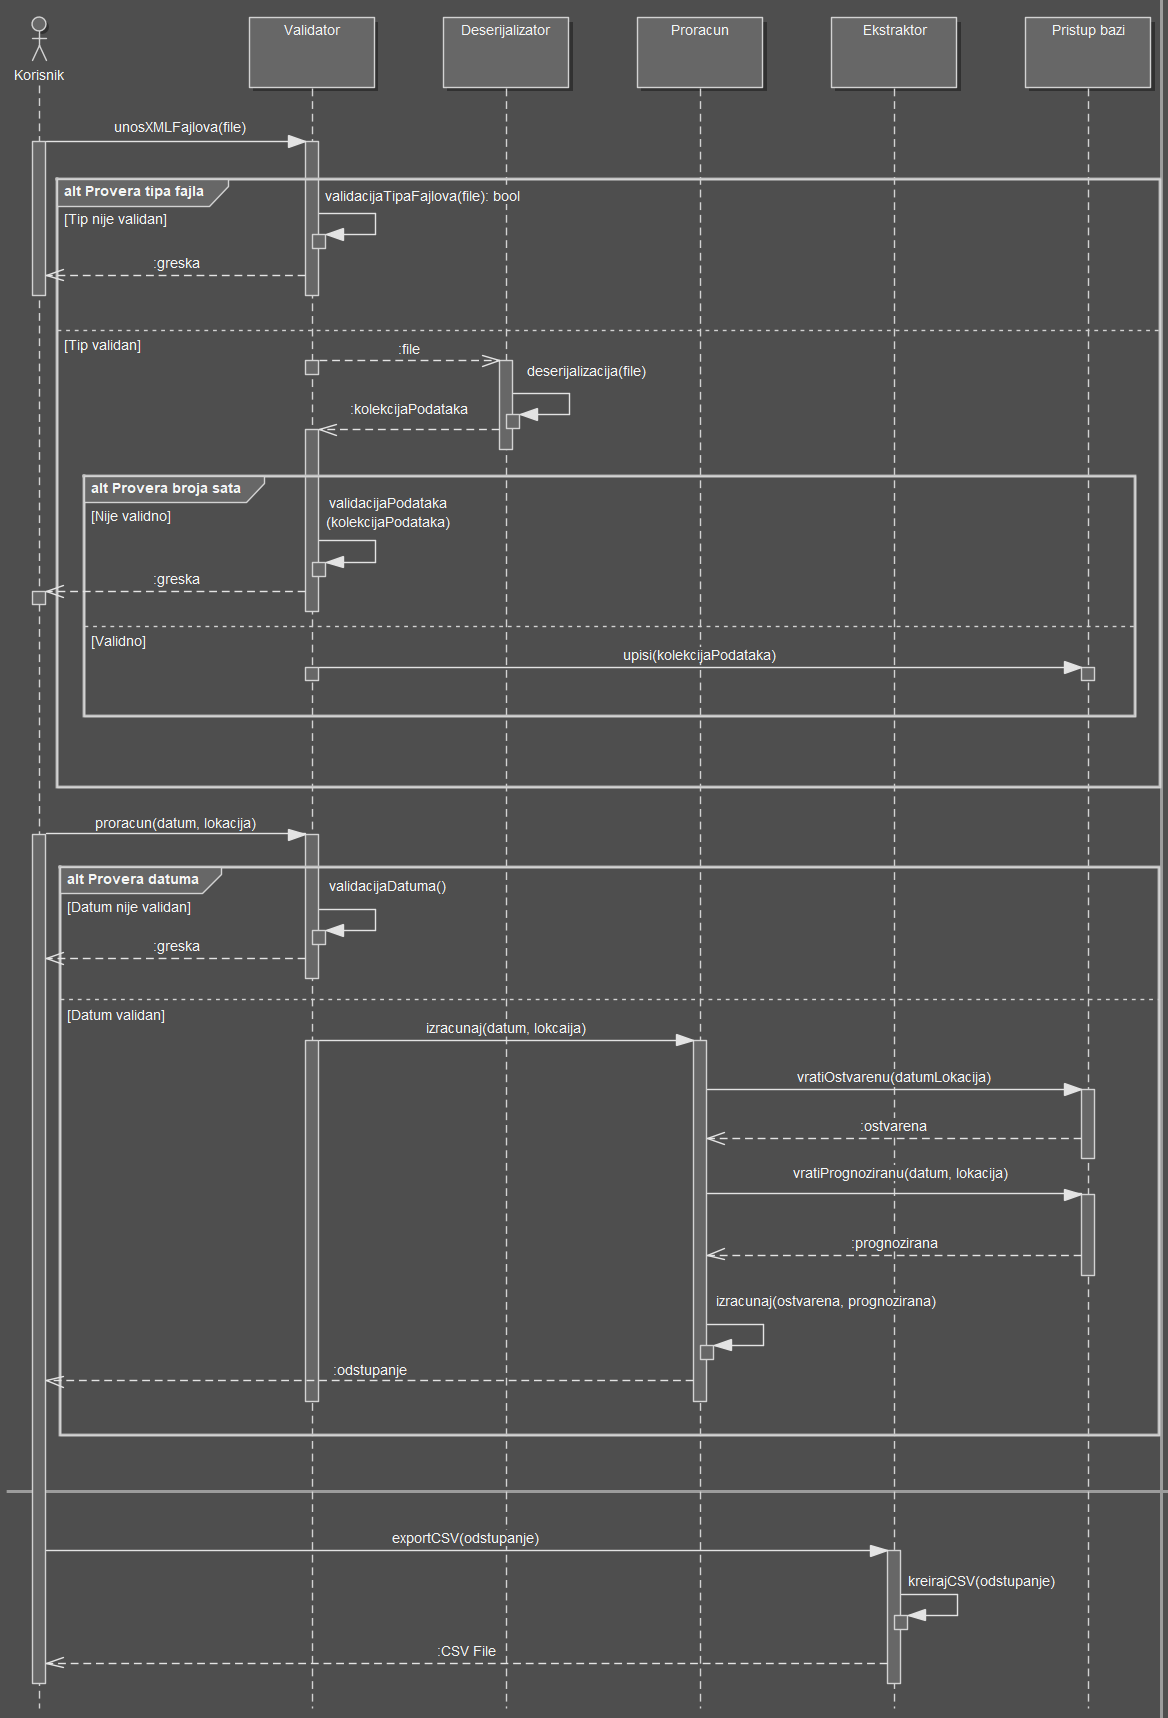 Korisnik
Validator
Deserijalizator
Proracun
Ekstraktor
Pristup bazi
unosXMLFajlova(file)
alt Provera tipa fajla
validacijaTipaFajlova(file): bool
[Tip nije validan]
:greska
[Tip validan]
:file
deserijalizacija(file)
:kolekcijaPodataka
alt Provera broja sata
validacijaPodataka
(kolekcijaPodataka)
[Nije validno]
:greska
[Validno]
upisi(kolekcijaPodataka)
proracun(datum, lokacija)
alt Provera datuma
validacijaDatuma()
[Datum nije validan]
:greska
[Datum validan]
izracunaj(datum, lokcaija)
vratiOstvarenu(datumLokacija)
:ostvarena
vratiPrognoziranu(datum, lokacija)
:prognozirana
izracunaj(ostvarena, prognozirana)
:odstupanje
exportCSV(odstupanje)
kreirajCSV(odstupanje)
:CSV File